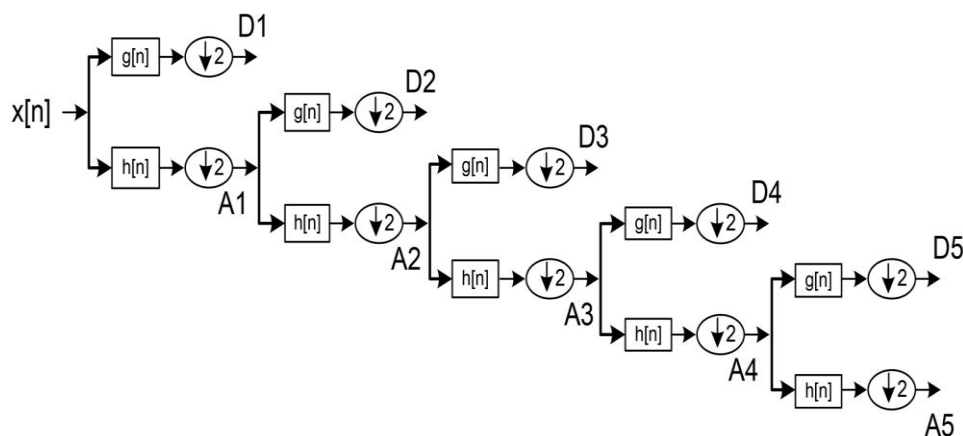 D1
g[n] ↓2
x[n]
h[n] ↓2
A1
D2
g[n] ↓2
h[n] ↓2
A2
D3
g[n] ↓2
h[n] ↓2
A3
D4
g[n] ↓2
h[n] ↓2
A4
D5
g[n] ↓2
h[n] ↓2
A5